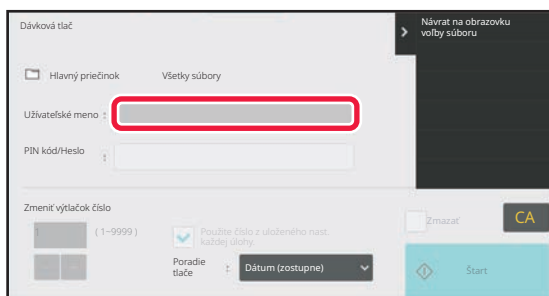 Dávková tlač
Návrat na obrazovku
voľby súboru
Hlavný priečinok
Všetky súbory
Užívateľské meno :
PIN kód/Heslo :
Zmeniť výtlačok číslo
1
( 1~9999 )
Použite číslo z uloženého nast.
každej úlohy.
Poradie
tlače :
Dátum (zostupne)
Zmazať
CA
Štart